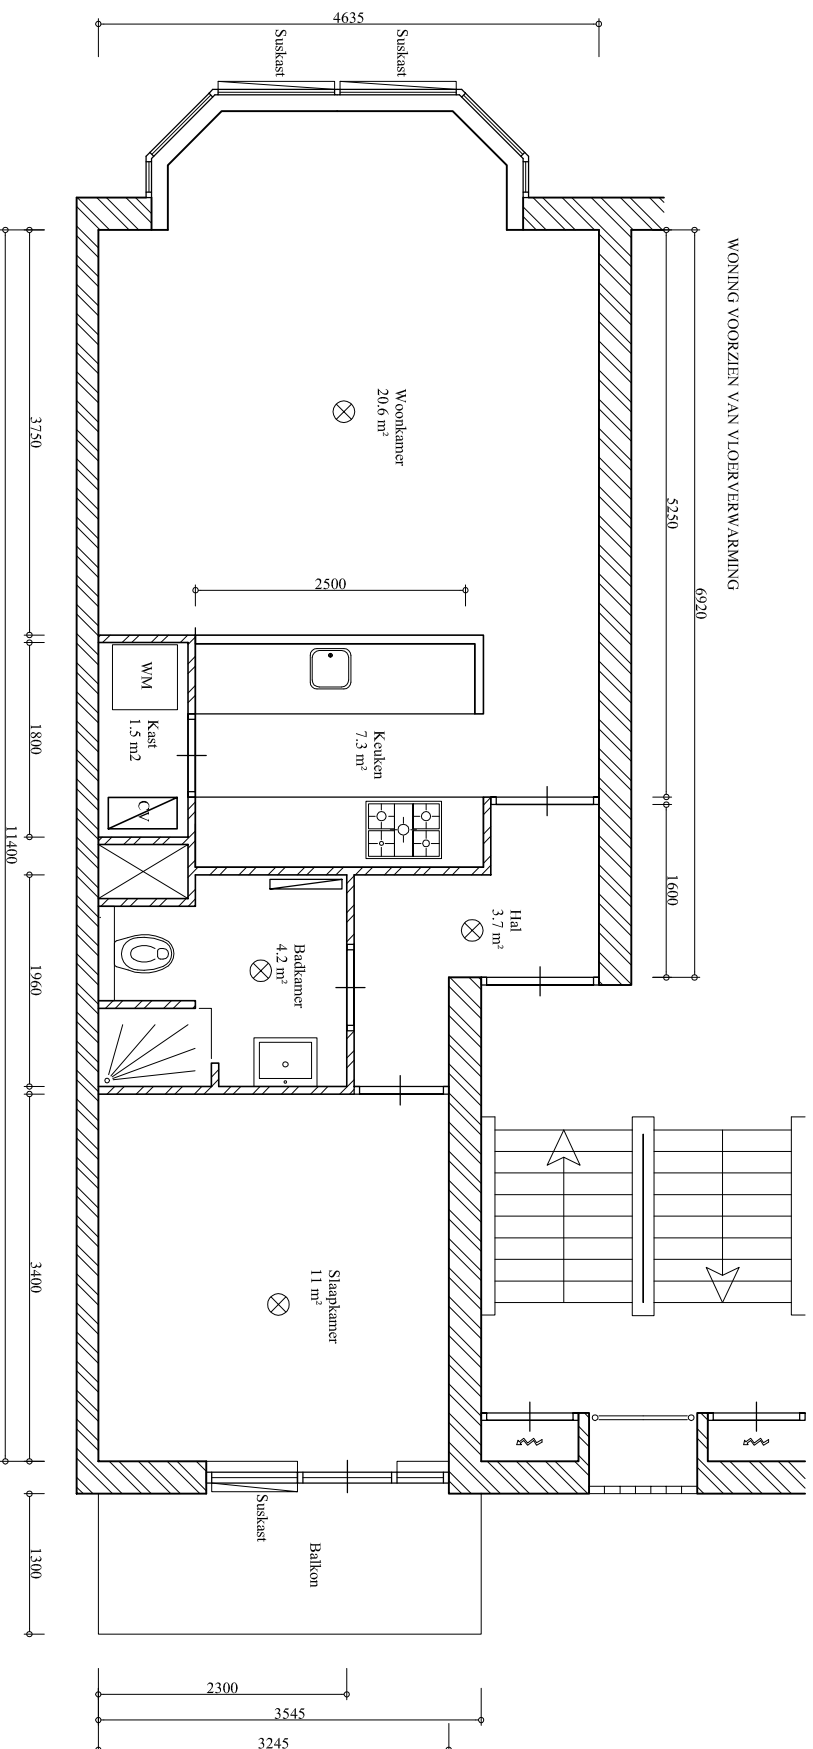 4635
Suskast
Suskast
WONING VOORZIEN VAN VLOERVERWARMING
Woonkamer
20.6 m²
3750
5250
6920
2500
WM
Kast
1.5 m2
CV
Keuken
7.3 m²
1800
11400
1600
Hal
3.7 m²
Badkamer
4.2 m²
1960
Slaapkamer
11 m²
3400
Suskast
Balkon
1300
2300
3545
3245